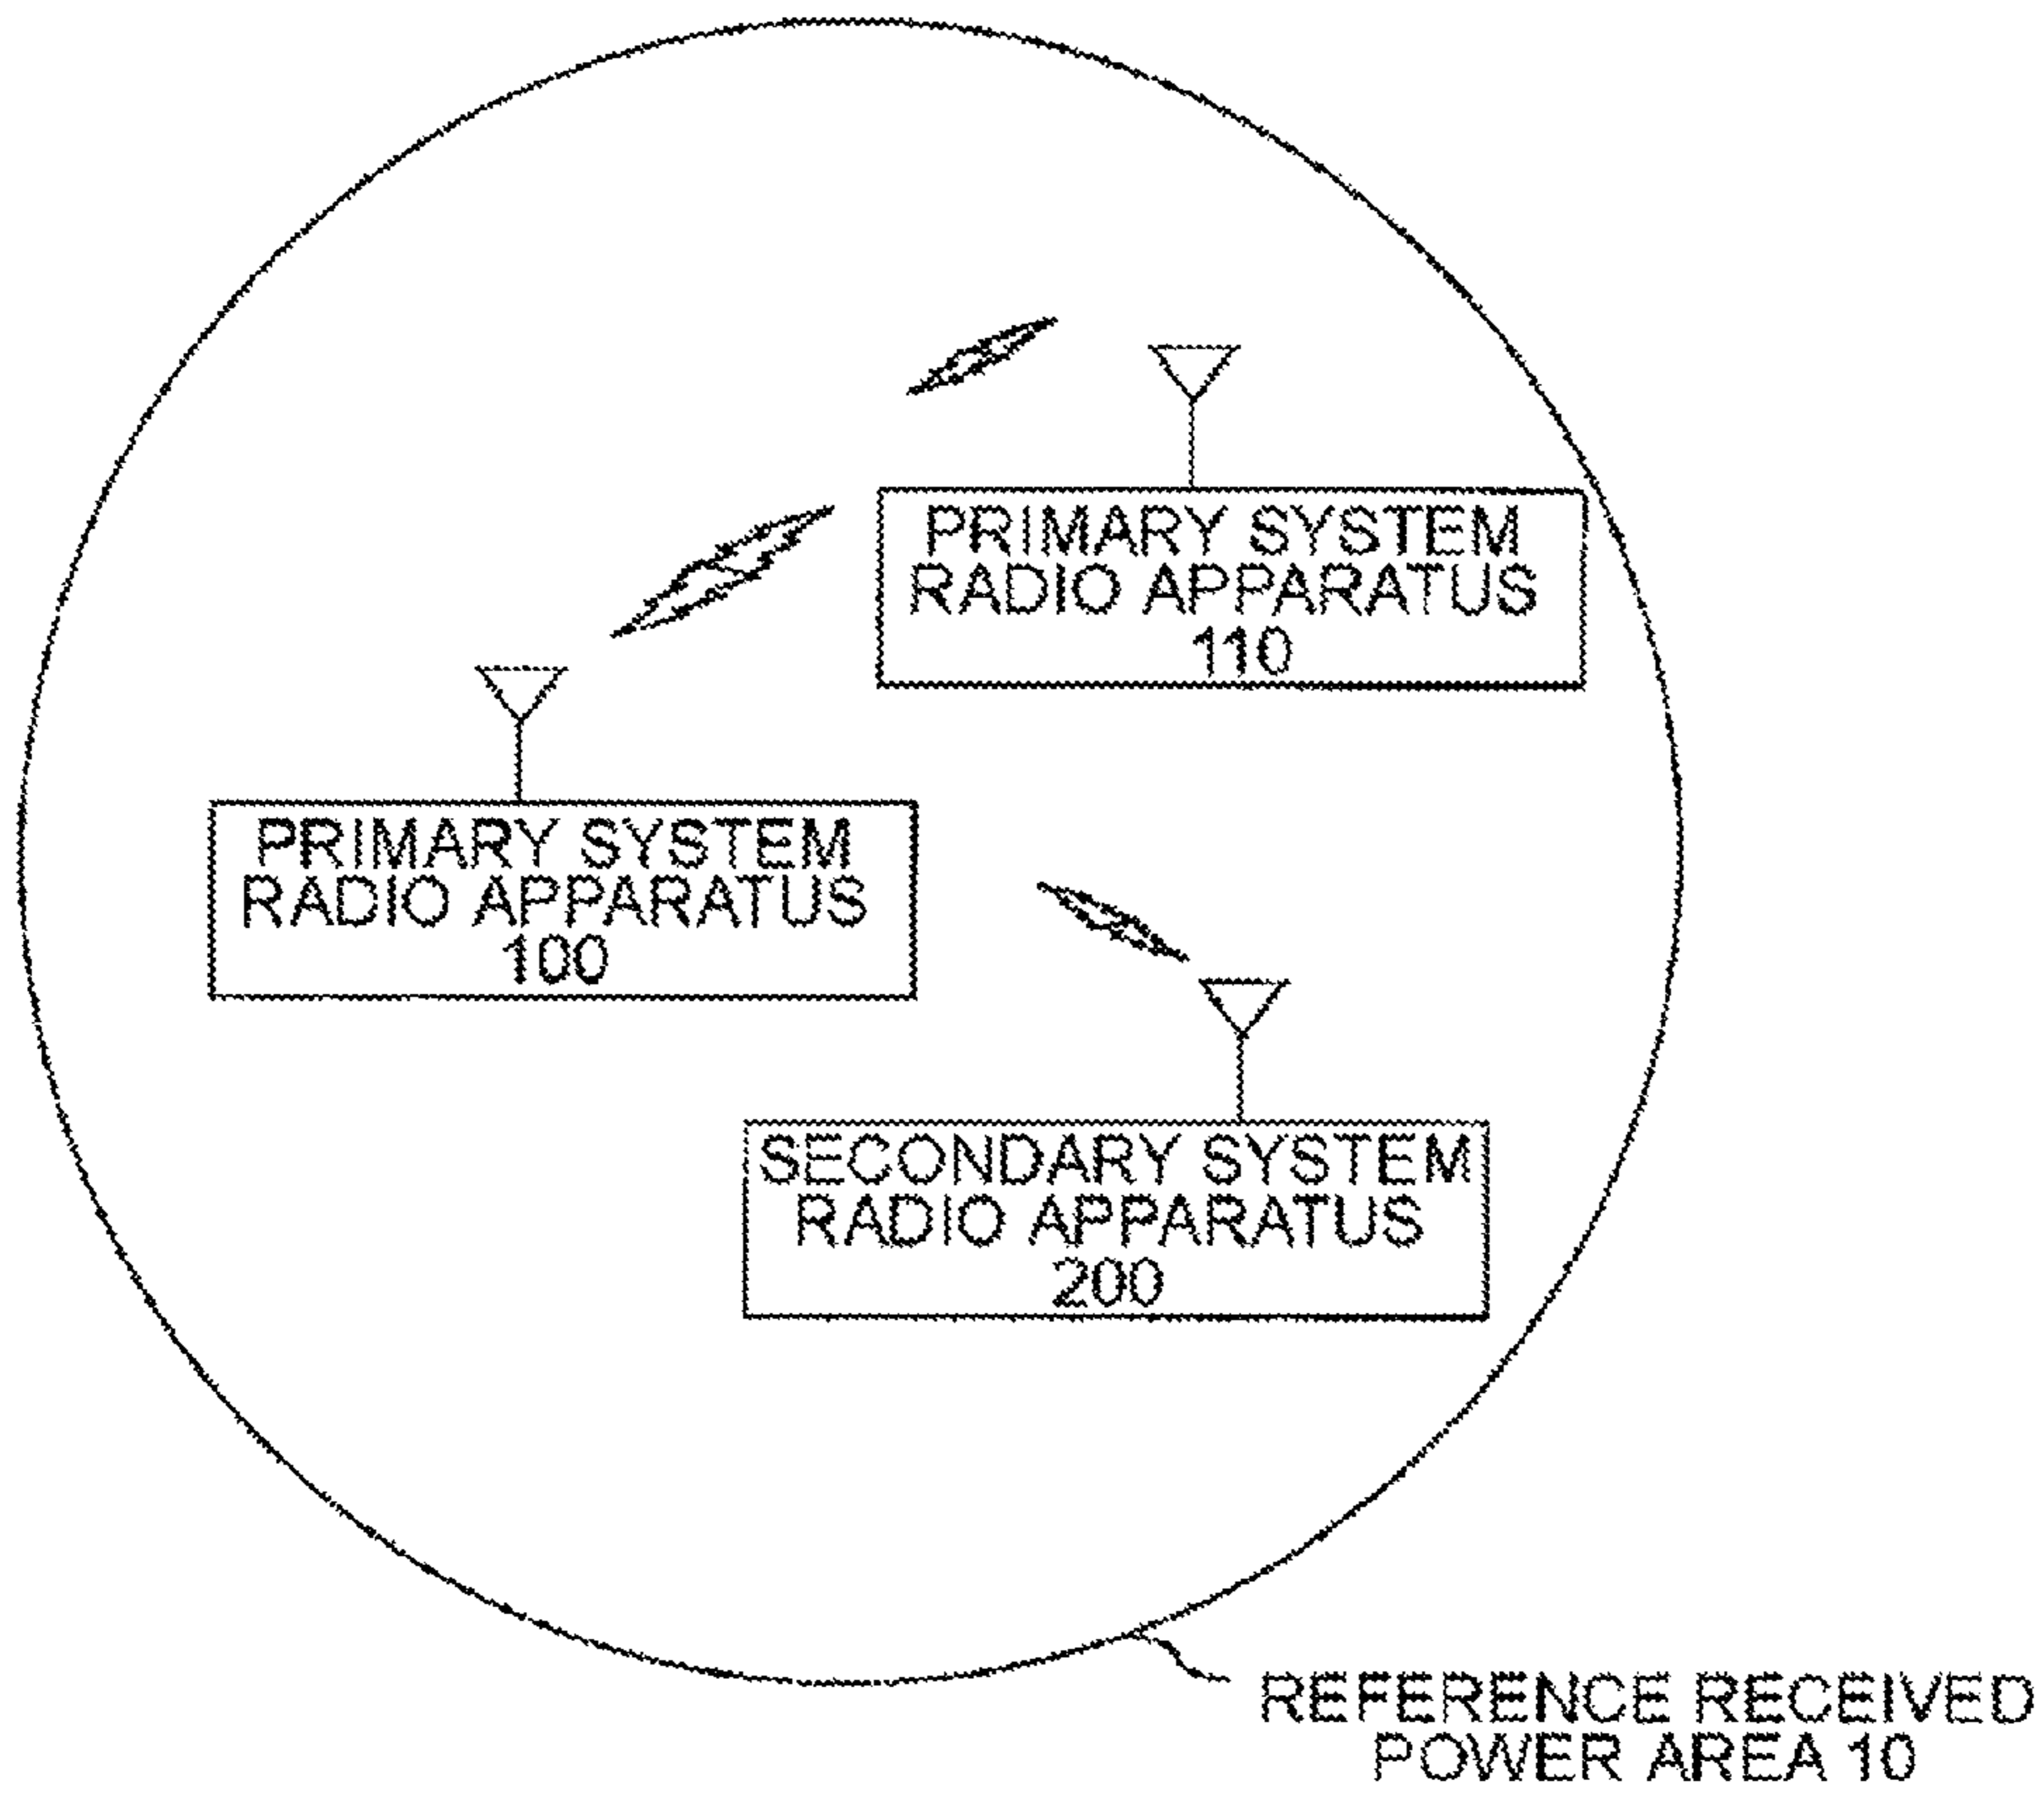 PRIMARY SYSTEM
RADIO APPARATUS
110
PRIMARY SYSTEM
RADIO APPARATUS
100
SECONDARY SYSTEM
RADIO APPARATUS
200
REFERENCE RECEIVED
POWER AREA 10